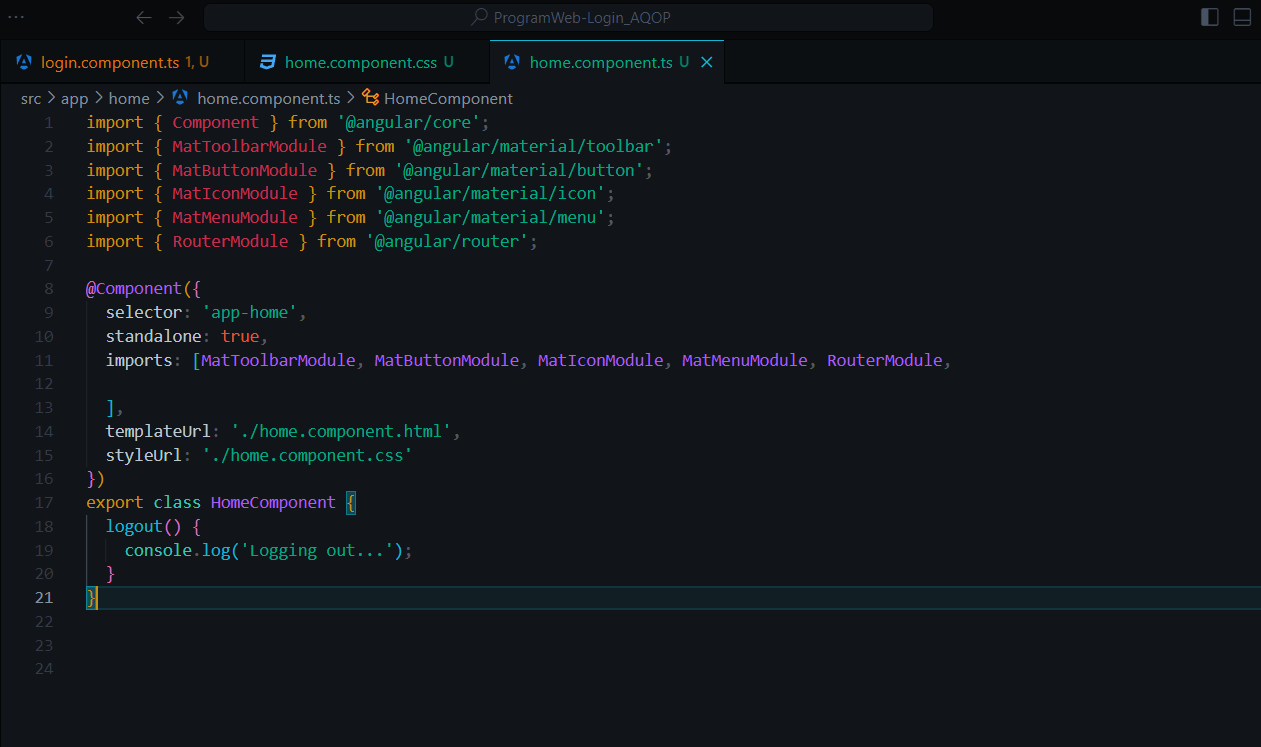 ProgramWeb-Login_AQOP
login.component.ts 1, U
home.component.css U
home.component.ts U
src > app > home > home.component.ts > HomeComponent
1 import { Component } from '@angular/core';
2 import { MatToolbarModule } from '@angular/material/toolbar';
3 import { MatButtonModule } from '@angular/material/button';
4 import { MatIconModule } from '@angular/material/icon';
5 import { MatMenuModule } from '@angular/material/menu';
6 import { RouterModule } from '@angular/router';
7
8 @Component({
9   selector: 'app-home',
10   standalone: true,
11   imports: [MatToolbarModule, MatButtonModule, MatIconModule, MatMenuModule, RouterModule,
12
13   ],
14   templateUrl: './home.component.html',
15   styleUrl: './home.component.css'
16 })
17 export class HomeComponent {
18   logout() {
19     console.log('Logging out...');
20   }
21 }
22
23
24